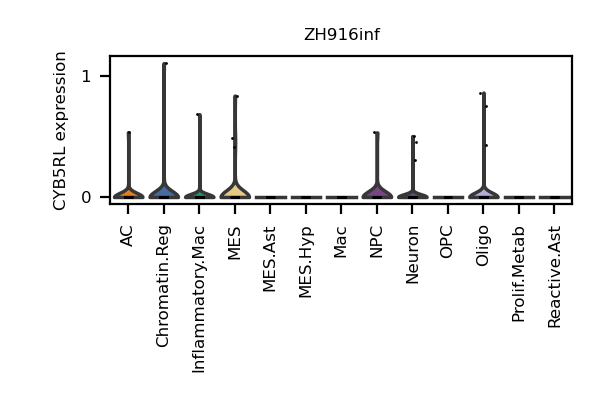 ZH916inf
CYB5RL expression
1
0
AC
Chromatin.Reg
Inflammatory.Mac
MES
MES.Ast
MES.Hyp
Mac
NPC
Neuron
OPC
Oligo
Prolif.Metab
Reactive.Ast